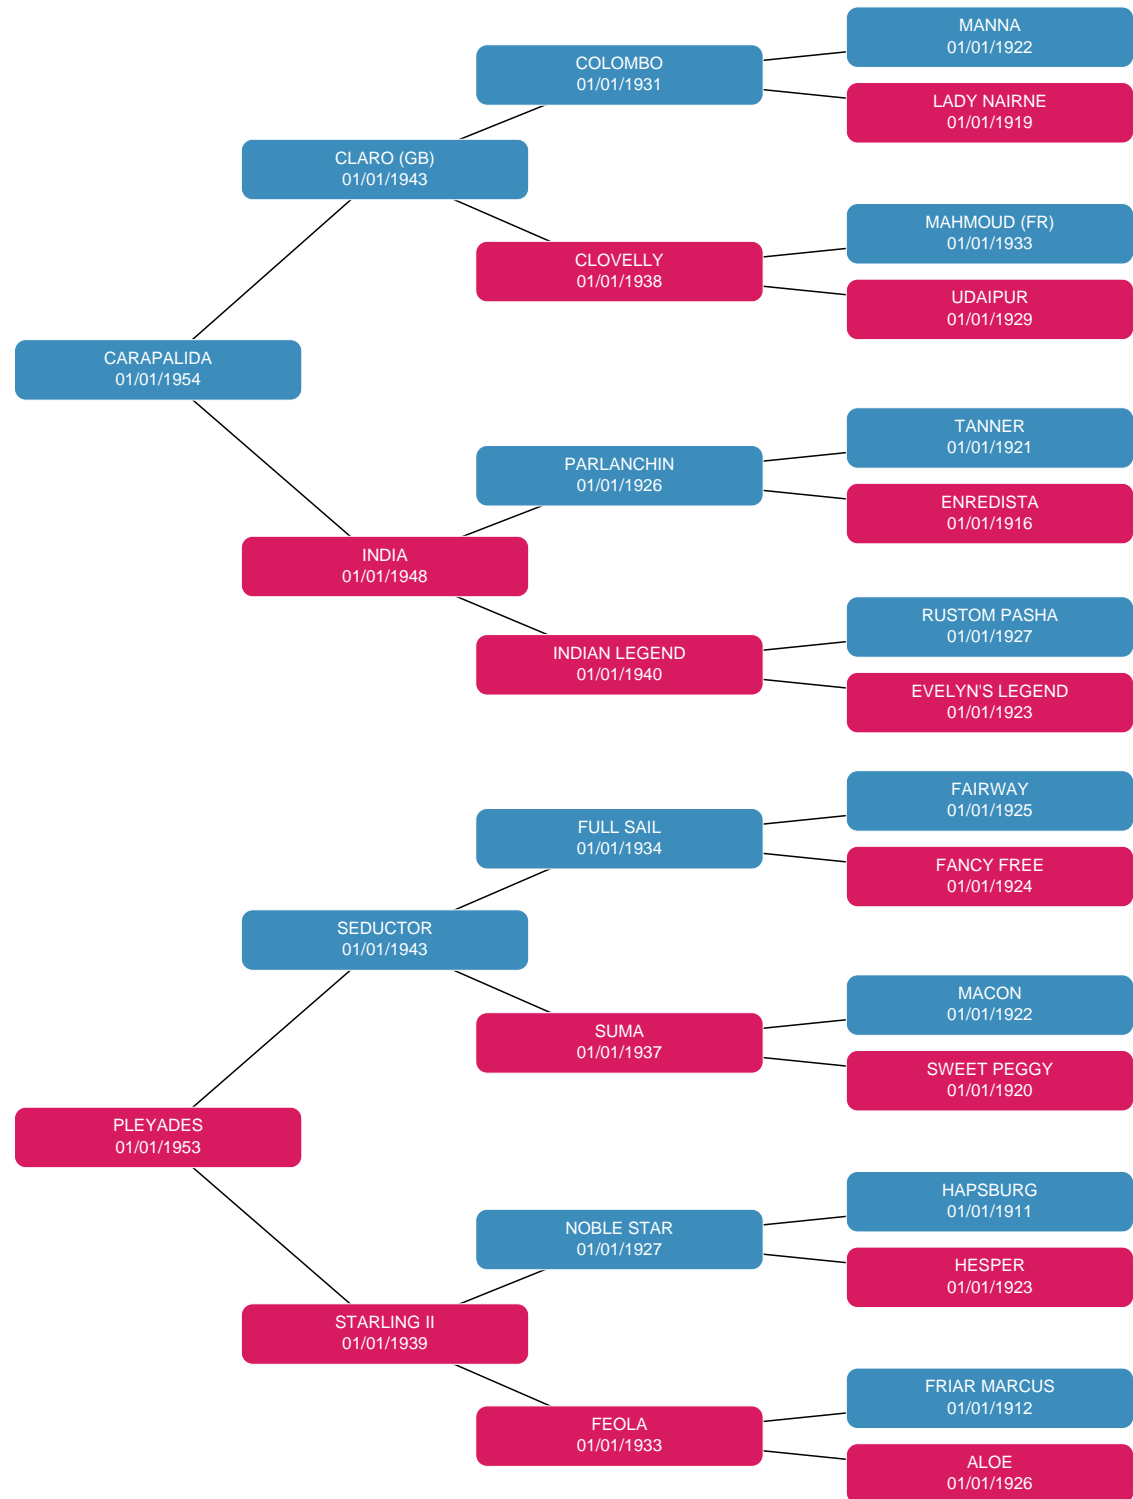 MANNA
01/01/1922
COLOMBO
01/01/1931
LADY NAIRNE
01/01/1919
CLARO (GB)
01/01/1943
MAHMOUD (FR)
01/01/1933
CLOVELLY
01/01/1938
UDAIPUR
01/01/1929
CARAPALIDA
01/01/1954
TANNER
01/01/1921
PARLANCHIN
01/01/1926
ENREDISTA
01/01/1916
INDIA
01/01/1948
RUSTOM PASHA
01/01/1927
INDIAN LEGEND
01/01/1940
EVELYN'S LEGEND
01/01/1923
FAIRWAY
01/01/1925
FULL SAIL
01/01/1934
FANCY FREE
01/01/1924
SEDUCTOR
01/01/1943
MACON
01/01/1922
SUMA
01/01/1937
SWEET PEGGY
01/01/1920
PLEYADES
01/01/1953
HAPSBURG
01/01/1911
NOBLE STAR
01/01/1927
HESPER
01/01/1923
STARLING II
01/01/1939
FRIAR MARCUS
01/01/1912
FEOLA
01/01/1933
ALOE
01/01/1926